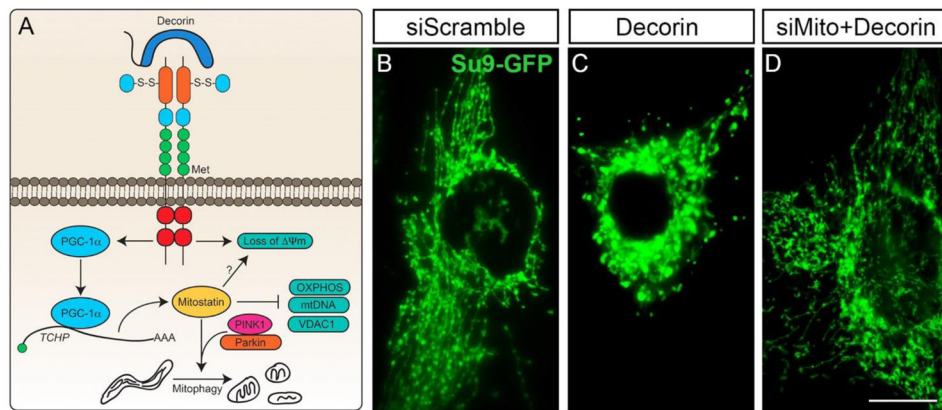 A
Decorin
-S-S-
-S-S-
Met
PGC-1α
Loss of ΔΨm
?
PGC-1α
Mitostatin
OXPHOS
mtDNA
VDAC1
TCHP
AAA
PINK1
Parkin
Mitophagy
siScramble
B
Su9-GFP
Decorin
C
siMito+Decorin
D